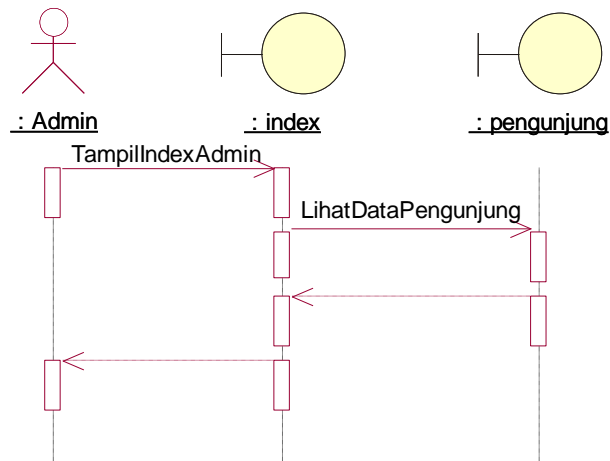 : Admin
: index
: pengunjung
TampilIndexAdmin
LihatDataPengunjung